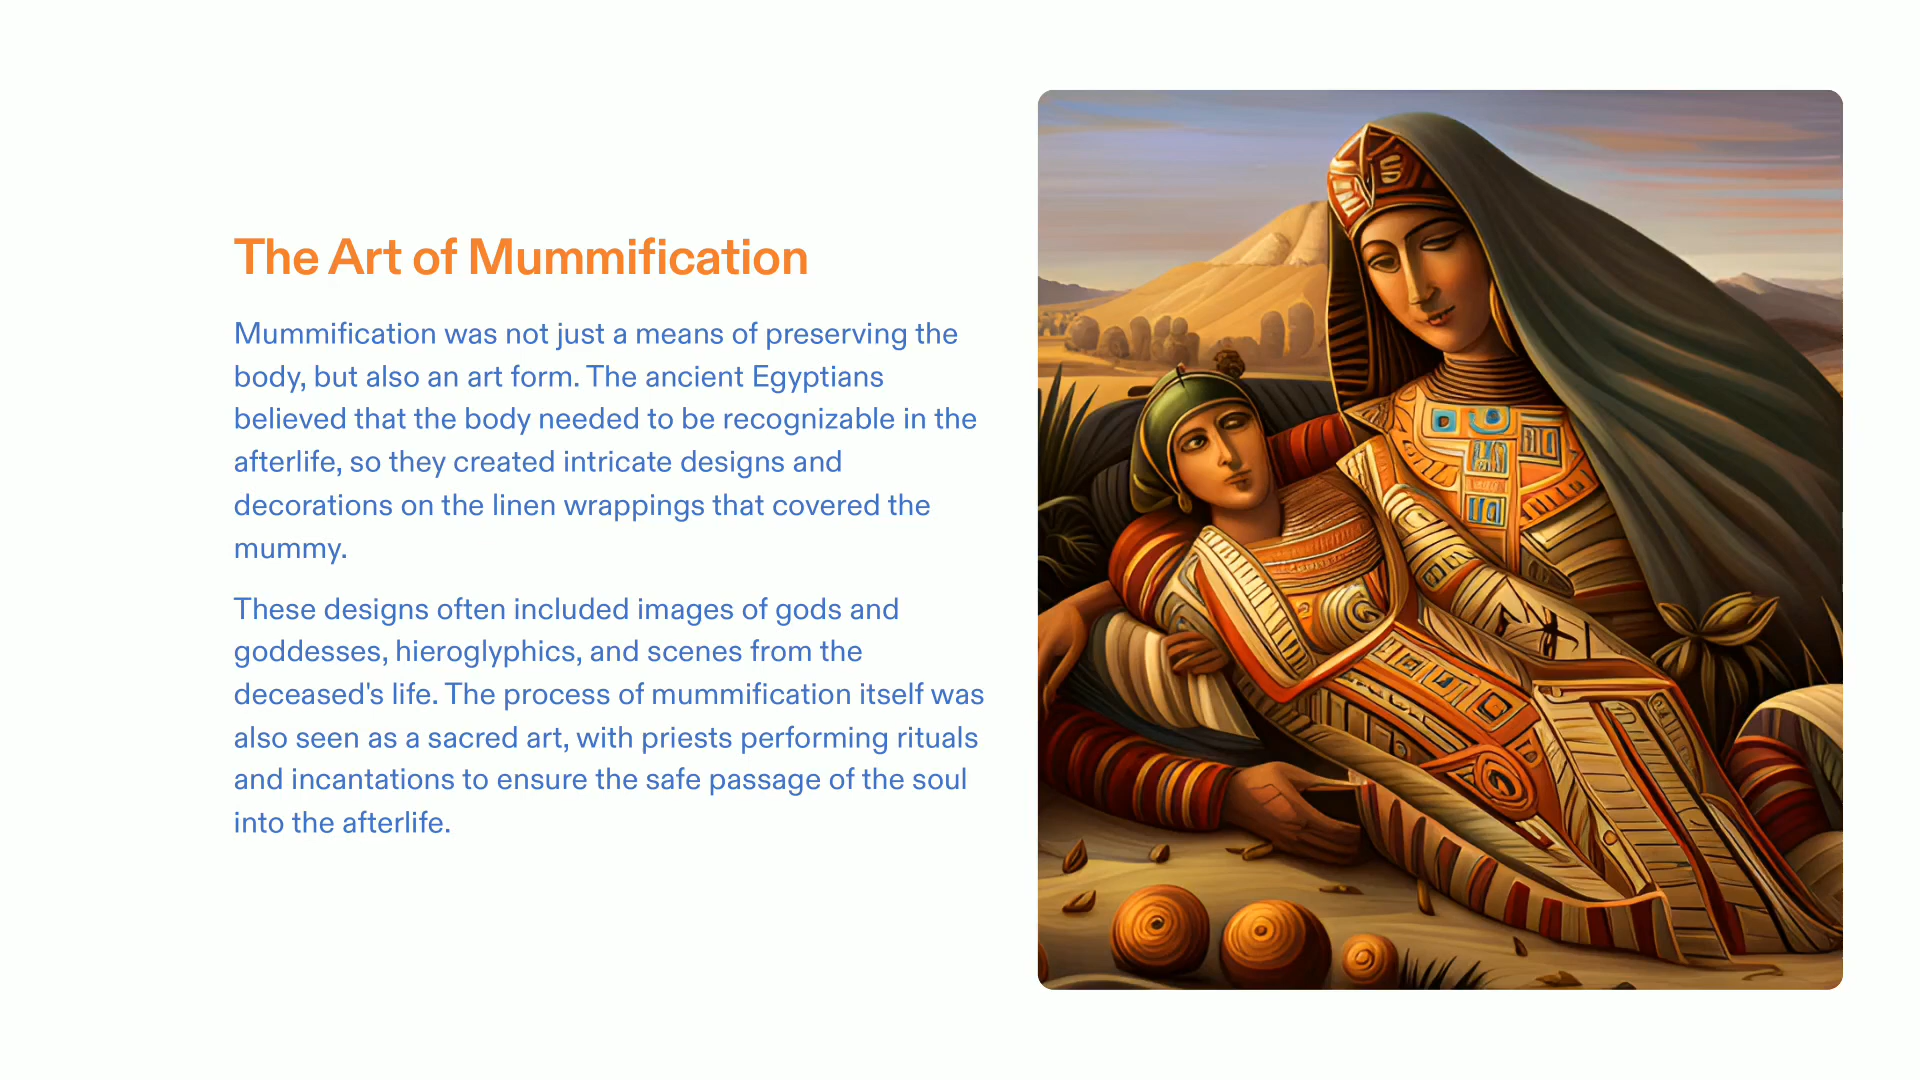 The Art of Mummification
Mummification was not just a means of preserving the
body, but also an art form. The ancient Egyptians
believed that the body needed to be recognizable in the
afterlife, so they created intricate designs and
decorations on the linen wrappings that covered the
mummy.
These designs often included images of gods and
goddesses, hieroglyphics, and scenes from the
deceased's life. The process of mummification itself was
also seen as a sacred art, with priests performing rituals
and incantations to ensure the safe passage of the soul
into the afterlife.